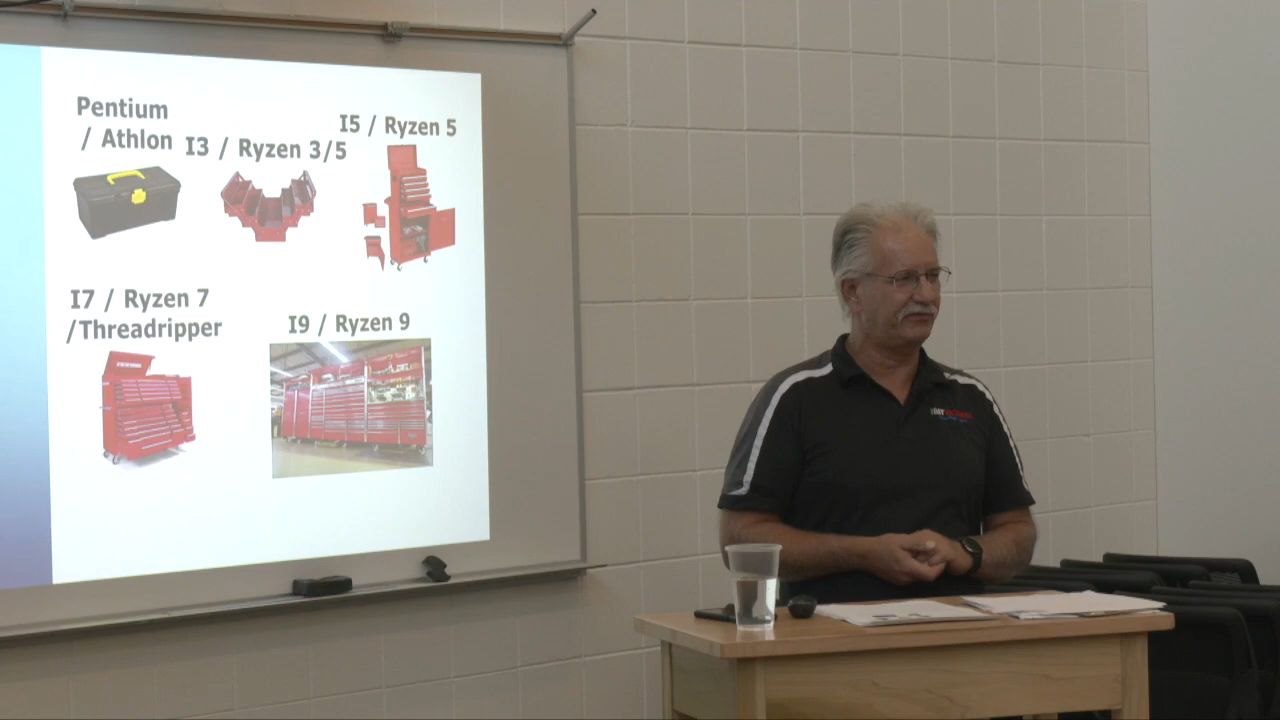 Pentium
/ Athlon
I3 / Ryzen 3/5
I5 / Ryzen 5
I7 / Ryzen 7
/Threadripper
I9 / Ryzen 9